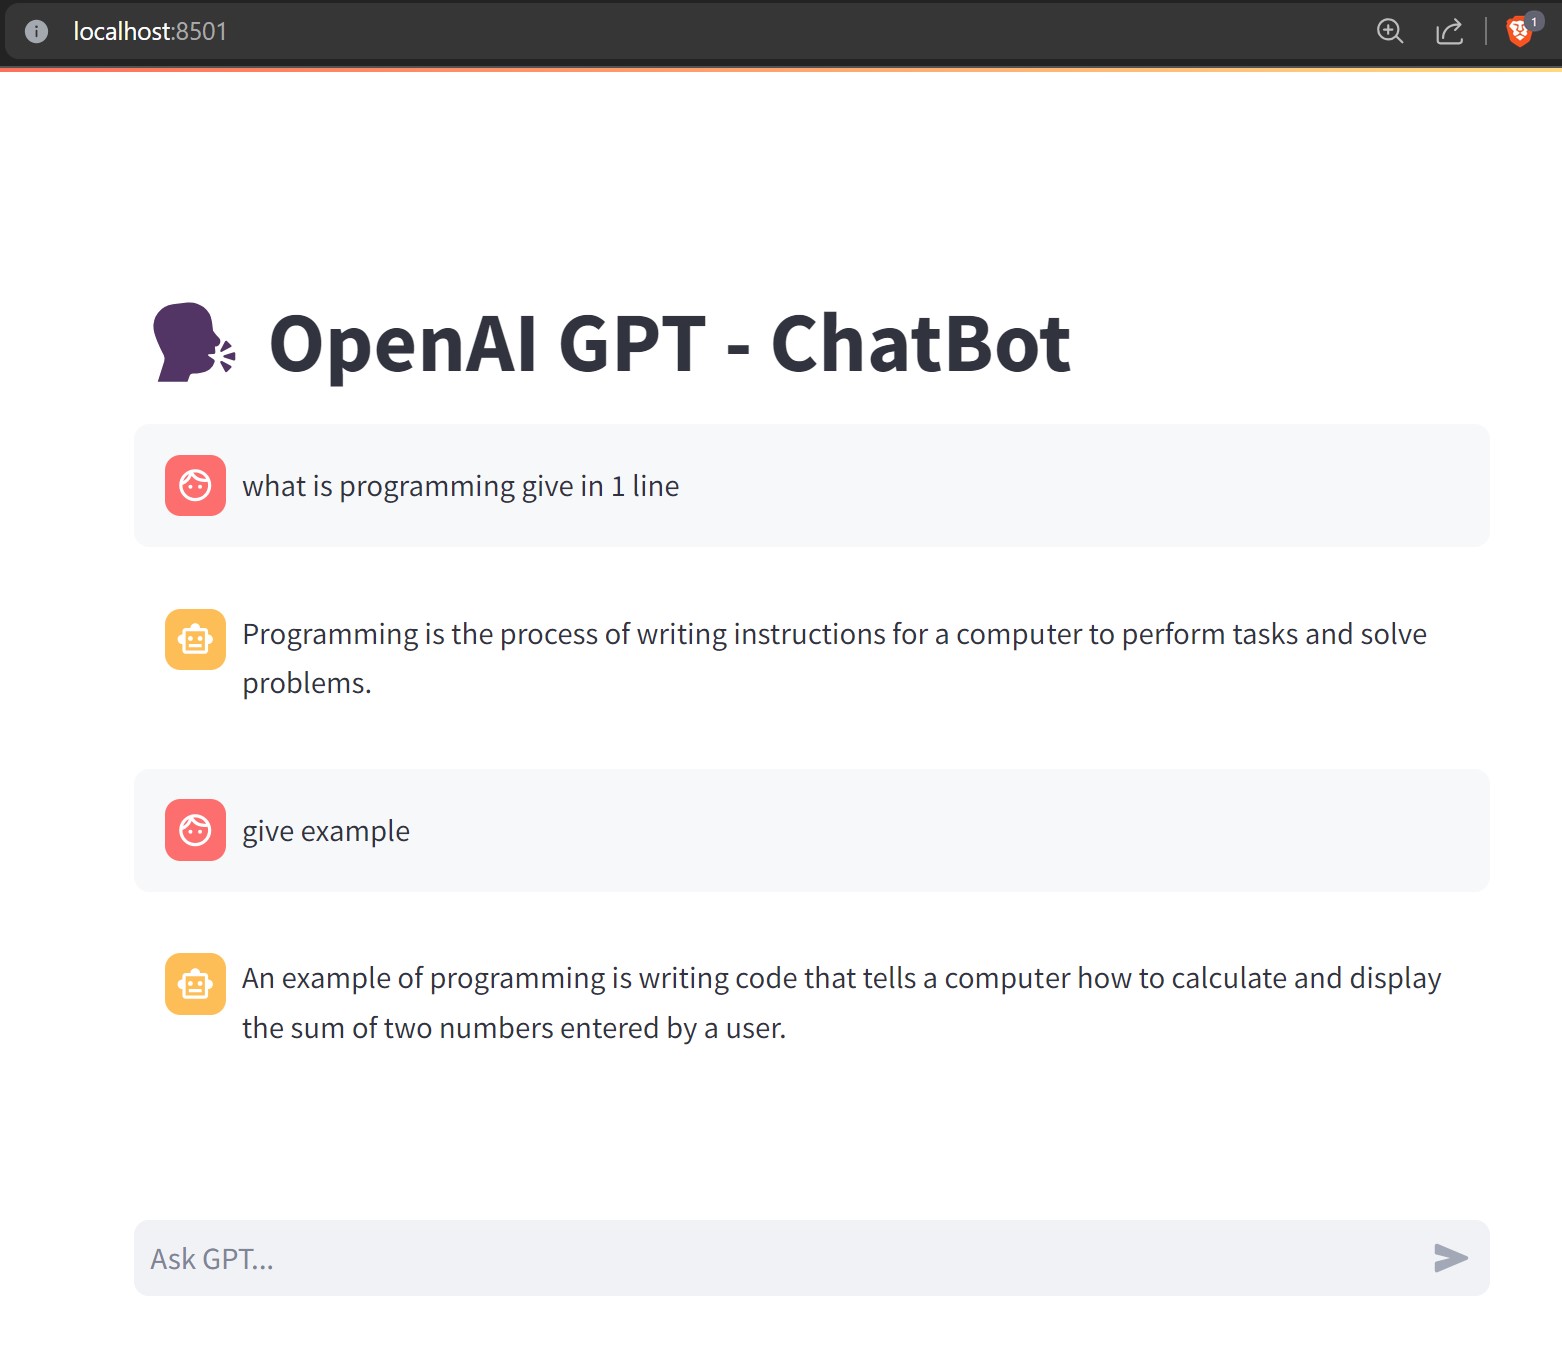 localhost:8501
1
🗣 OpenAI GPT - ChatBot
what is programming give in 1 line
Programming is the process of writing instructions for a computer to perform tasks and solve
problems.
give example
An example of programming is writing code that tells a computer how to calculate and display
the sum of two numbers entered by a user.
Ask GPT...